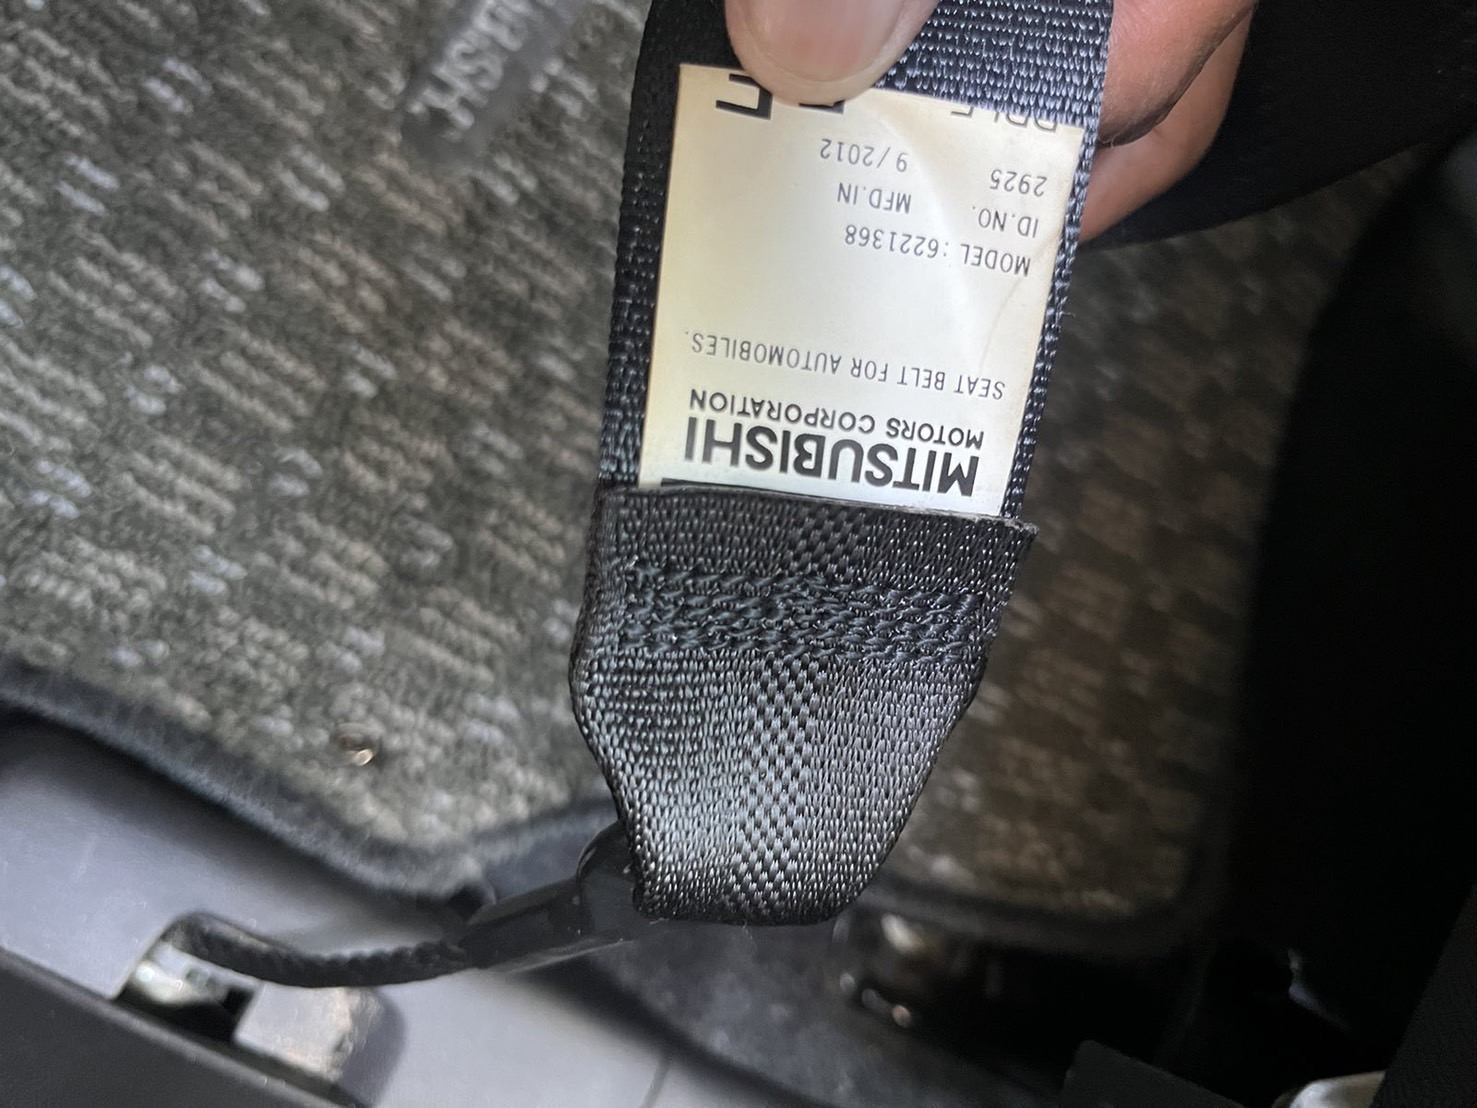 MITSUBISHI
MOTORS CORPORATION
SEAT BELT FOR AUTOMOBILES.
MODEL : 6221368
ID.NO. MFD.IN
2925 9/2012